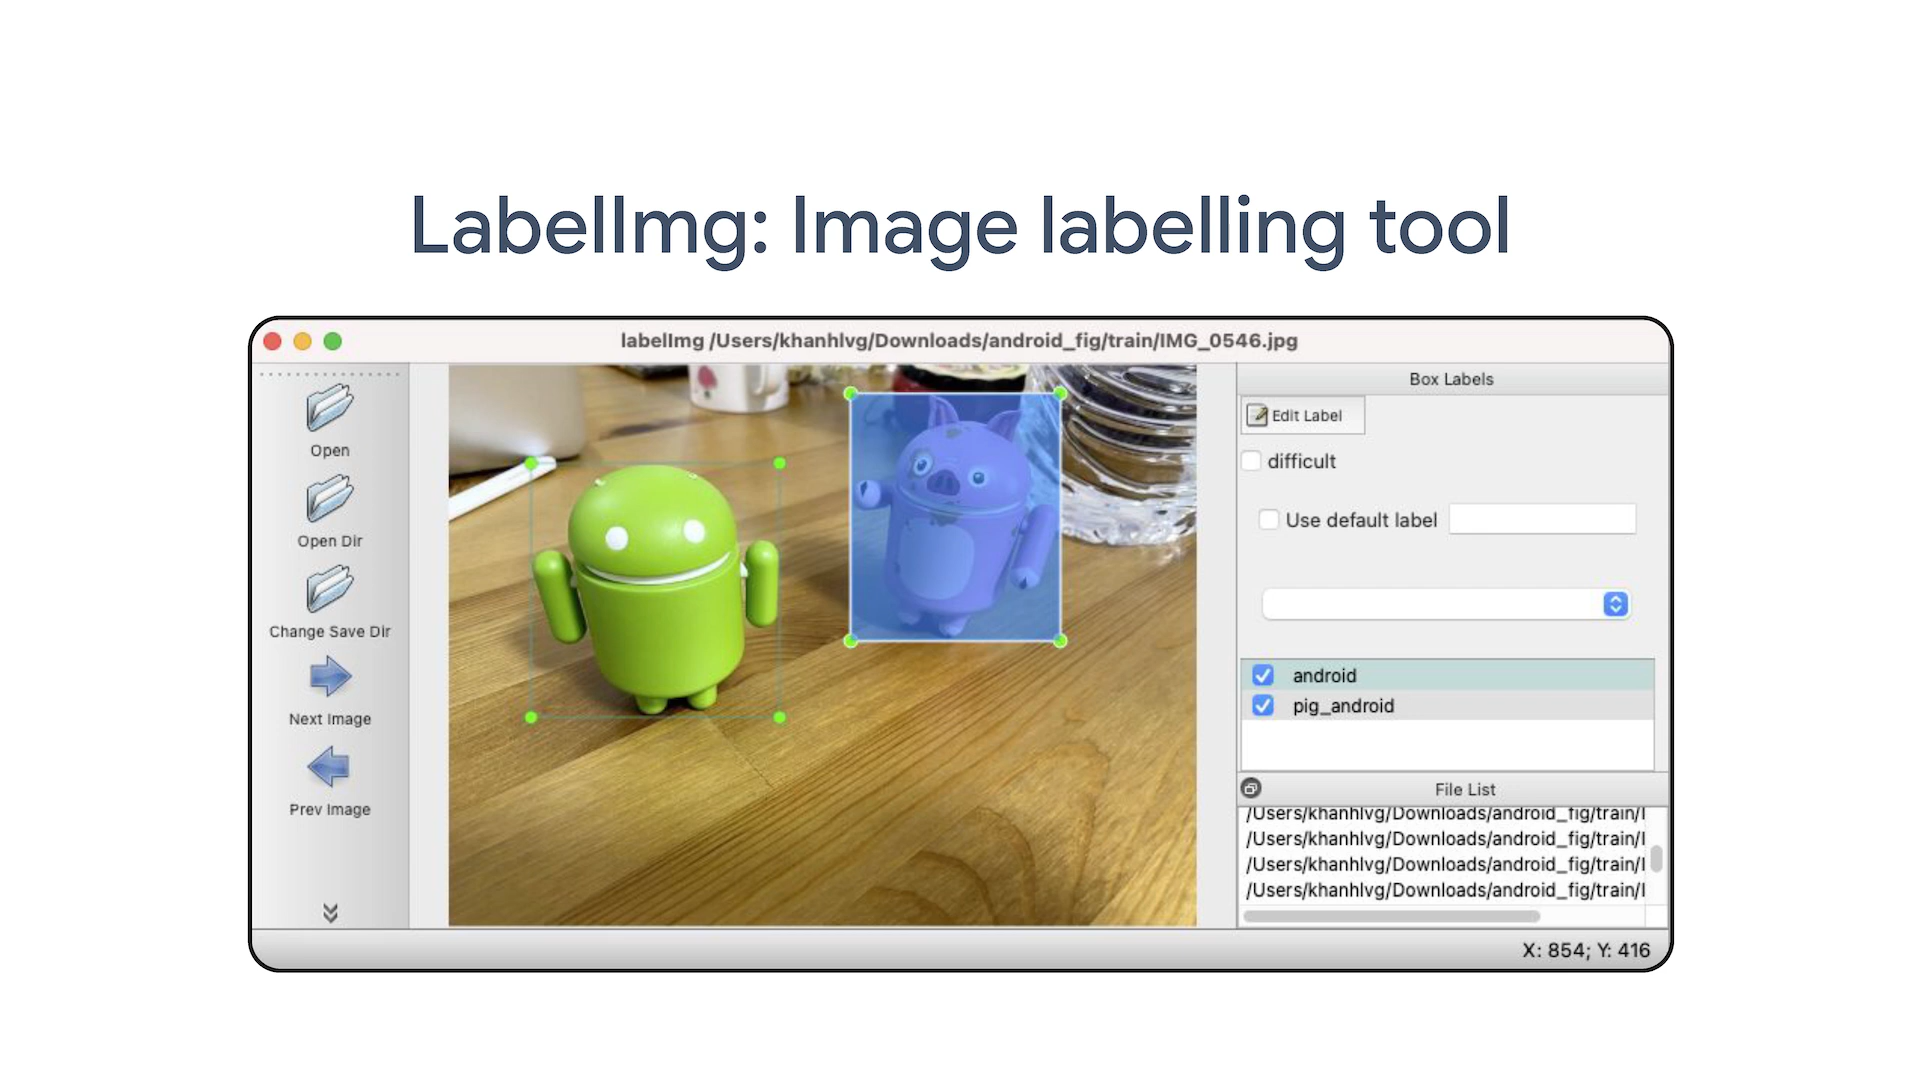 LabelImg: Image labelling tool
labelImg /Users/khanhlvg/Downloads/android_fig/train/IMG_0546.jpg
Open
Open Dir
Change Save Dir
Next Image
Prev Image
Box Labels
Edit Label
difficult
Use default label
android
pig_android
File List
/Users/khanhlvg/Downloads/android_fig/train/I
/Users/khanhlvg/Downloads/android_fig/train/I
/Users/khanhlvg/Downloads/android_fig/train/I
/Users/khanhlvg/Downloads/android_fig/train/I
X: 854; Y: 416